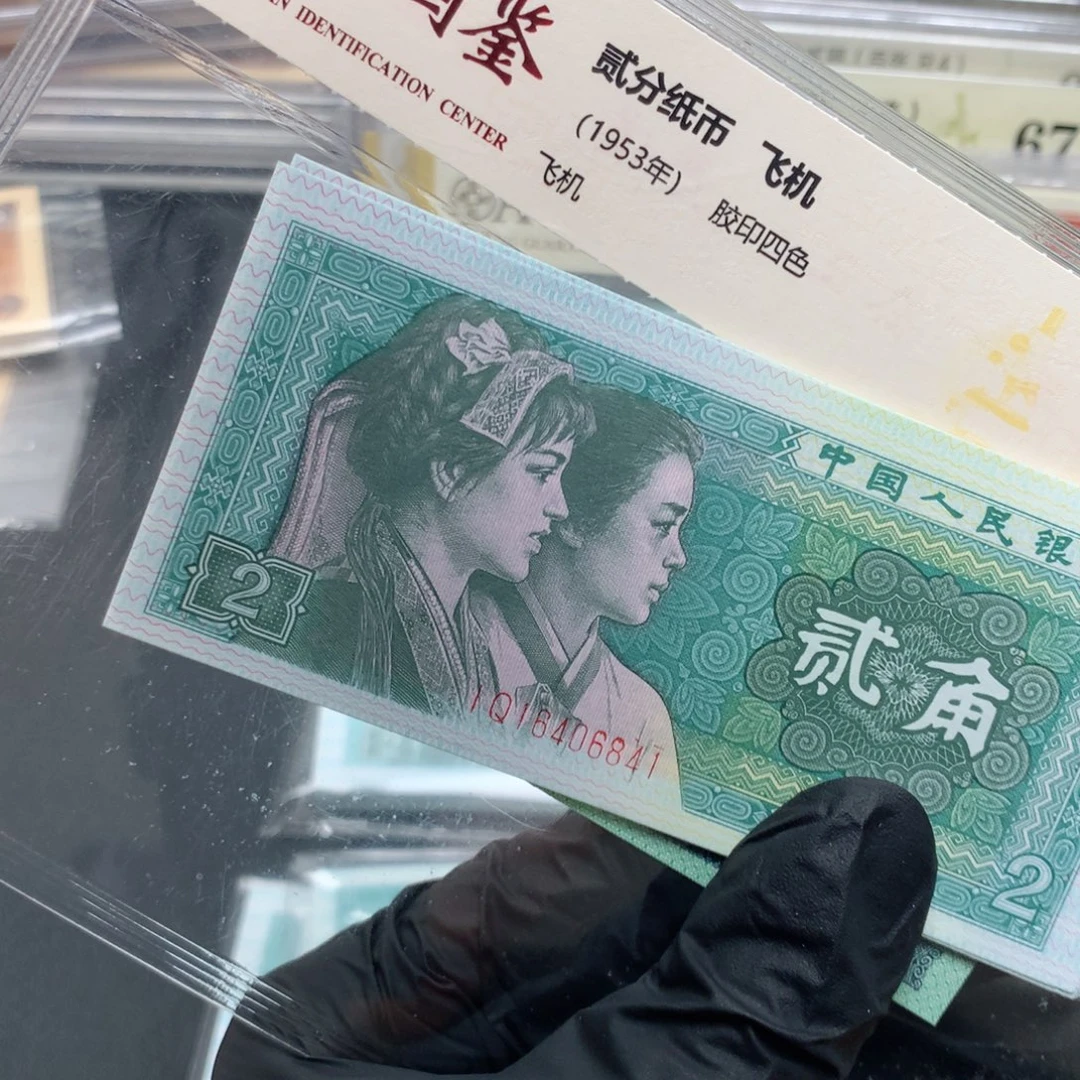 鉴
N IDENTIFICATION CENTER
贰分纸币 飞机
(1953年) 胶印四色
飞机
67
中国人民银
贰角
2
IQ16406841
2